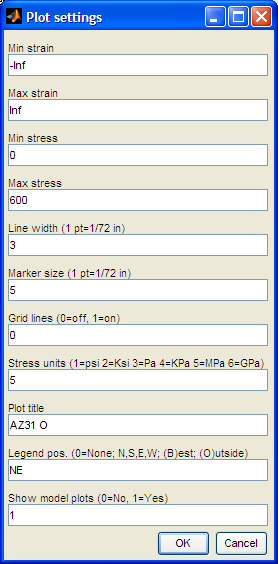 Plot settings
Min strain
-Inf
Max strain
Inf
Min stress
0
Max stress
600
Line width (1 pt=1/72 in)
3
Marker size (1 pt=1/72 in)
5
Grid lines (0=off, 1=on)
0
Stress units (1=psi 2=Ksi 3=Pa 4=KPa 5=MPa 6=GPa)
5
Plot title
AZ31 O
Legend pos. (0=None; N,S,E,W; (B)est; (O)utside)
NE
Show model plots (0=No, 1=Yes)
1
OK Cancel